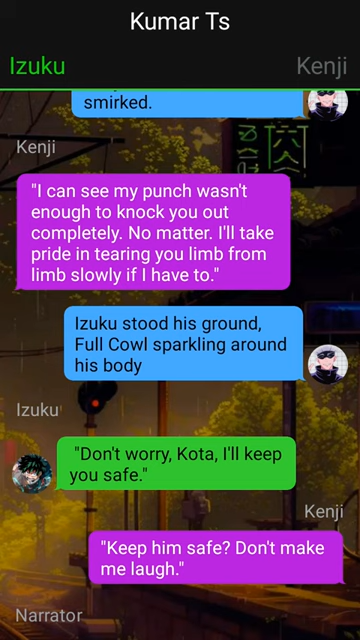 Kumar Ts
Izuku
Kenji
smirked.
Kenji
"I can see my punch wasn't
enough to knock you out
completely. No matter. I'll take
pride in tearing you limb from
limb slowly if I have to."
Izuku stood his ground,
Full Cowl sparkling around
his body
Izuku
"Don't worry, Kota, I'll keep
you safe."
Kenji
"Keep him safe? Don't make
me laugh."
Narrator